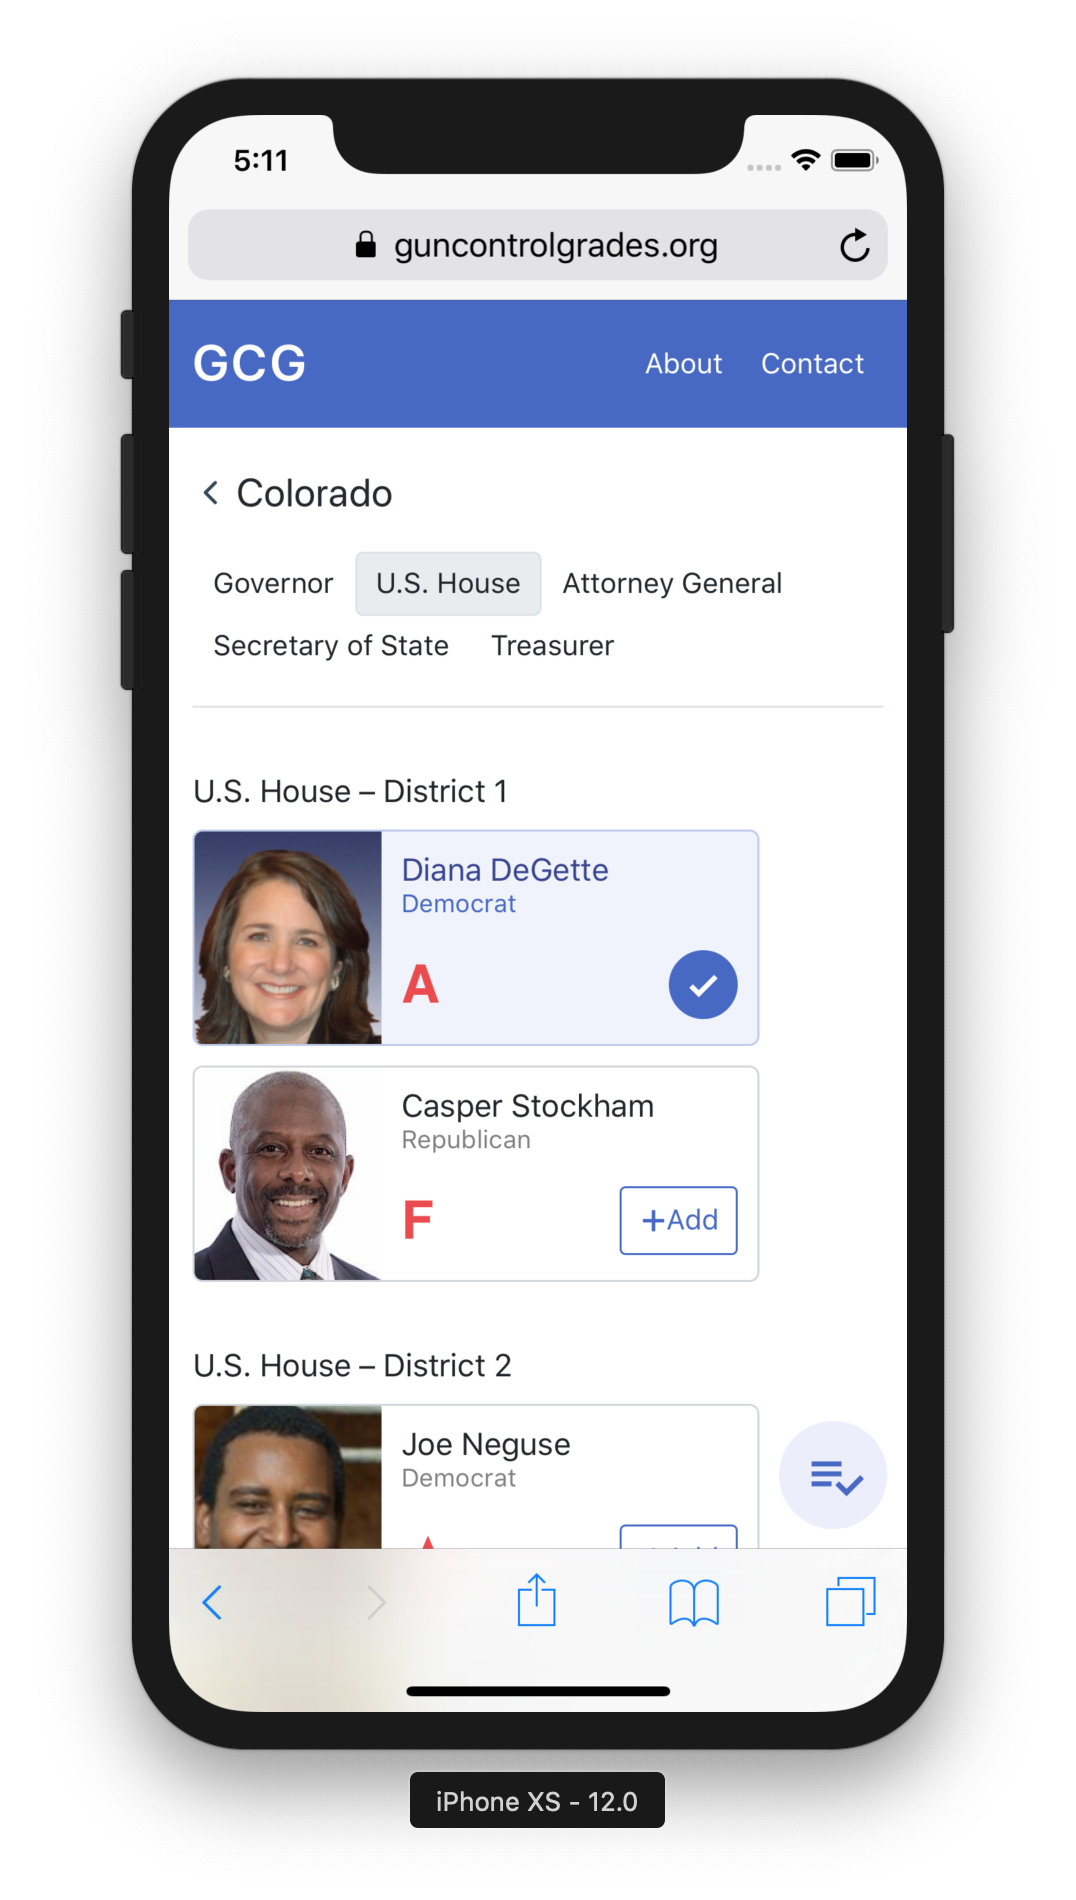 5:11
guncontrolgrades.org
GCG About Contact
Colorado
Governor U.S. House Attorney General
Secretary of State Treasurer
U.S. House – District 1
Diana DeGette
Democrat
A
Casper Stockham
Republican
F +Add
U.S. House – District 2
Joe Neguse
Democrat
iPhone XS - 12.0